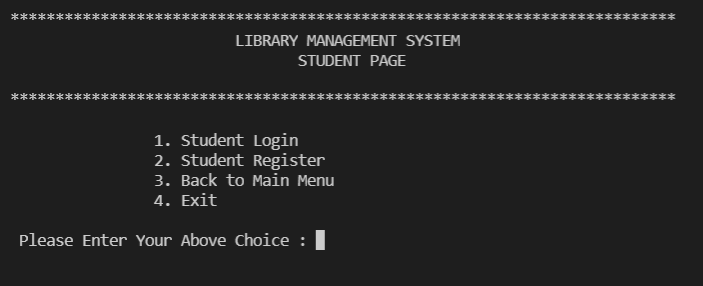 **************************************************************************
LIBRARY MANAGEMENT SYSTEM
STUDENT PAGE
**************************************************************************
1. Student Login
2. Student Register
3. Back to Main Menu
4. Exit
Please Enter Your Above Choice :